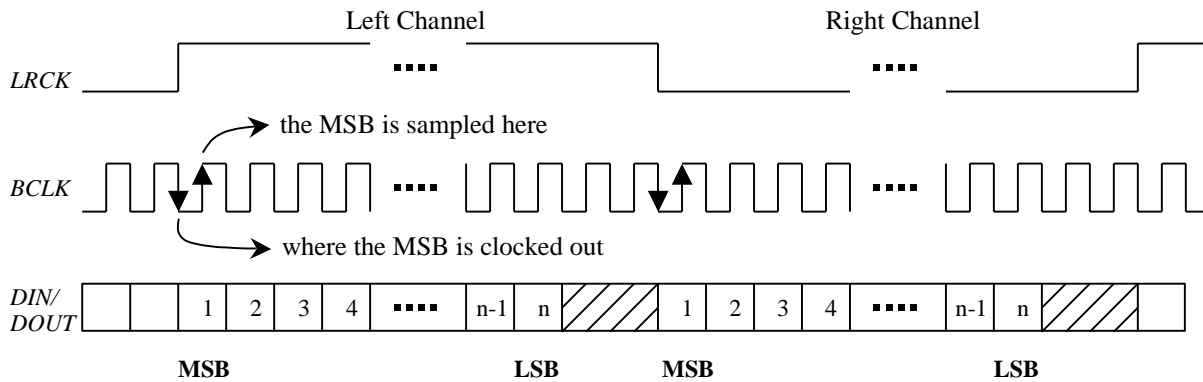 Left Channel Right Channel
LRCK
the MSB is sampled here
BCLK
where the MSB is clocked out
DIN/
DOUT
1 2 3 4 n-1 n 1 2 3 4 n-1 n
MSB LSB MSB LSB